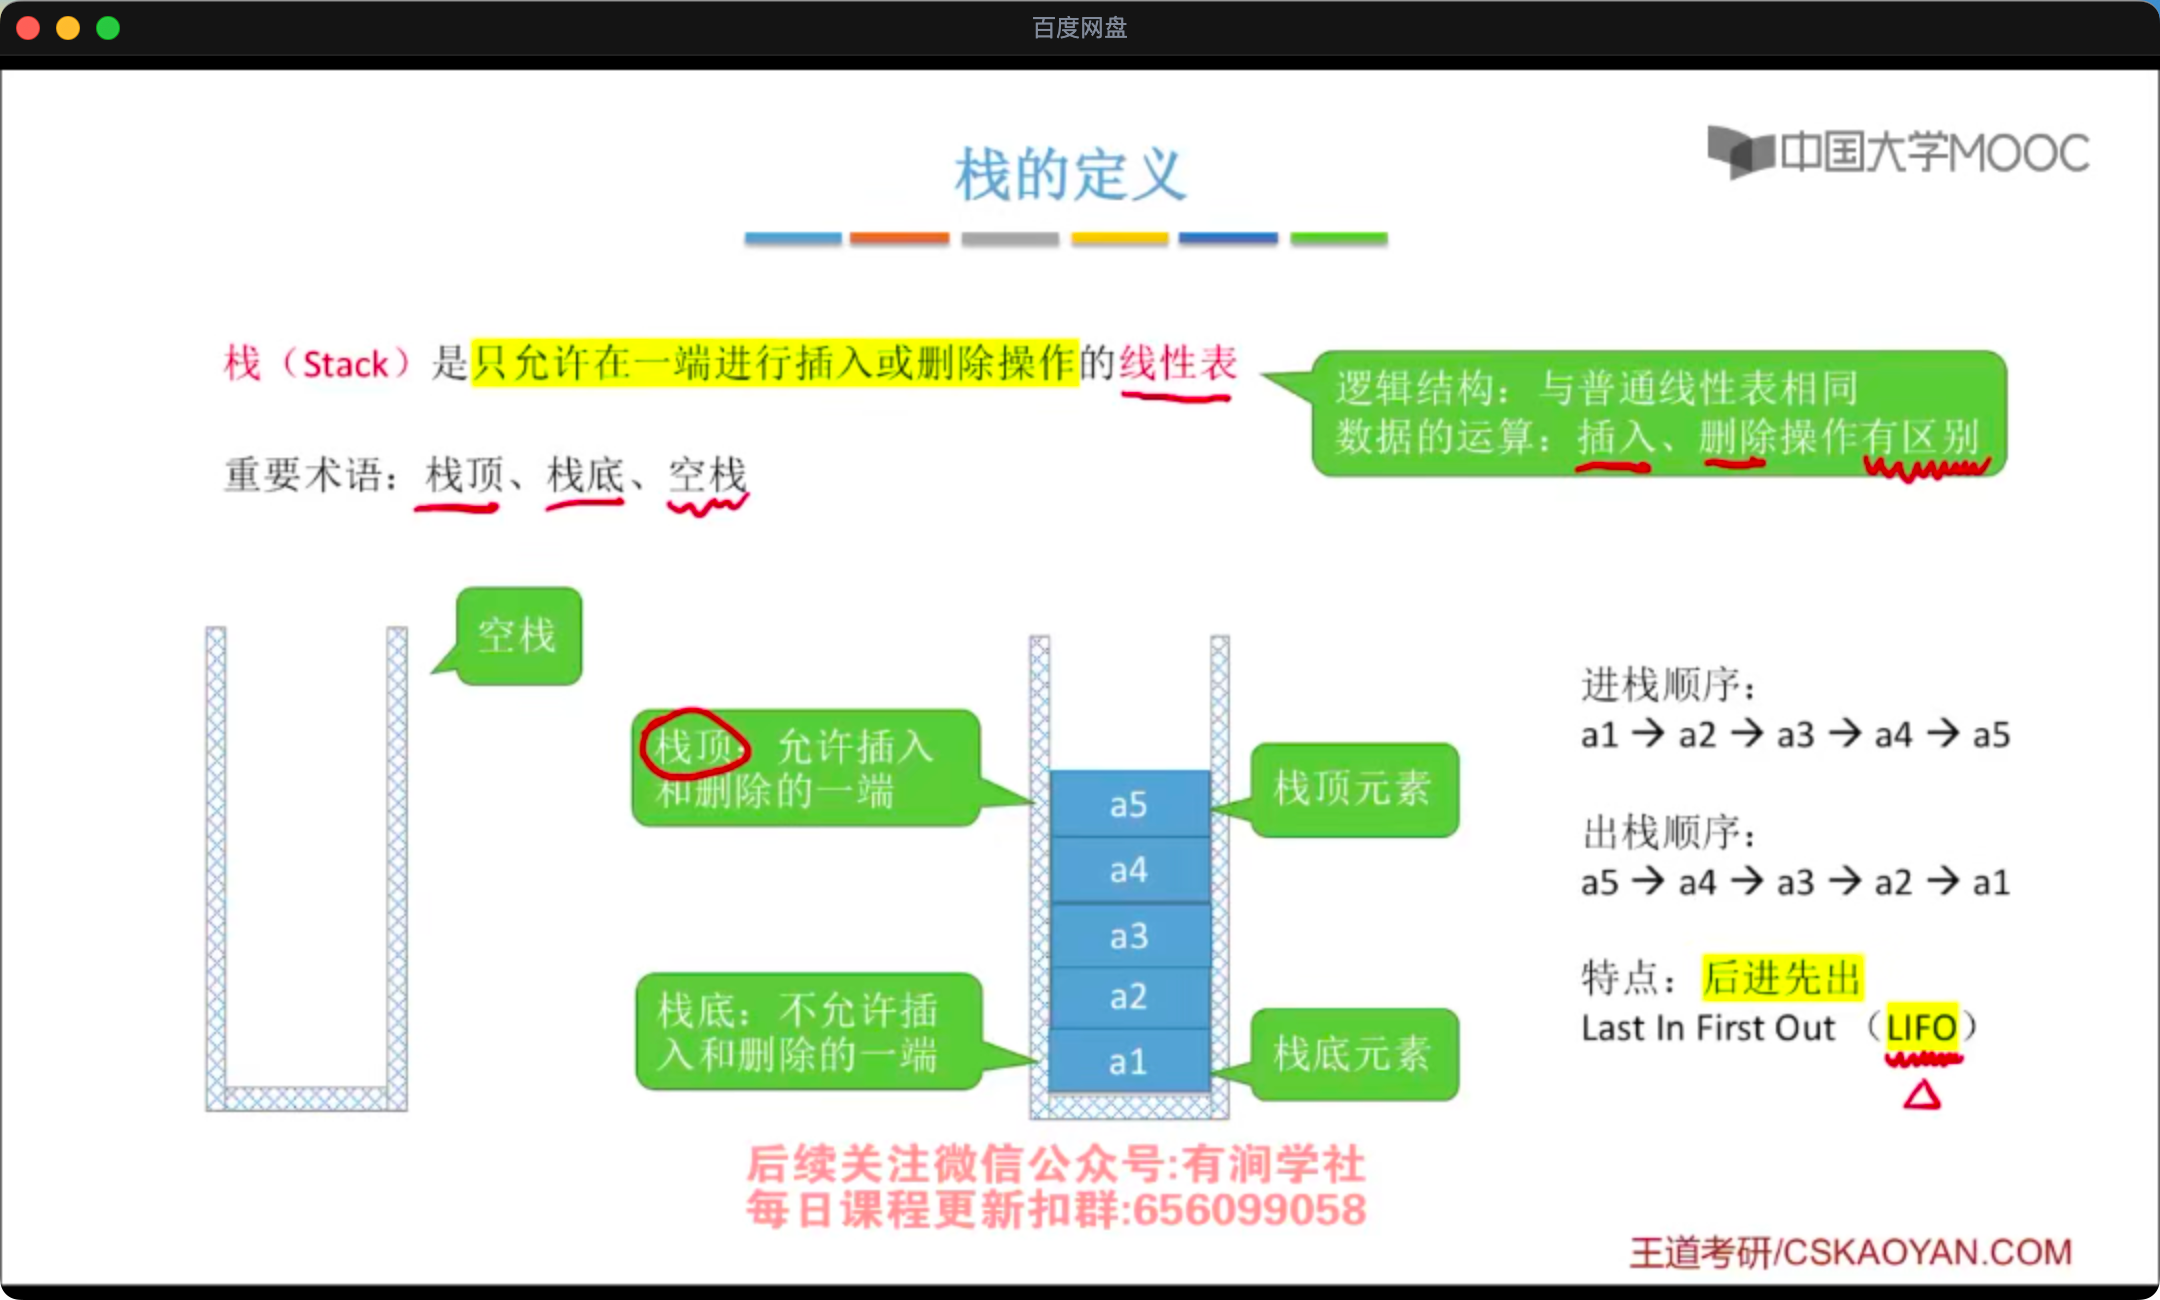 百度网盘
中国大学MOOC
栈的定义
栈（Stack）是只允许在一端进行插入或删除操作的线性表
逻辑结构：与普通线性表相同
数据的运算：插入、删除操作有区别
重要术语：栈顶、栈底、空栈
空栈
栈顶：允许插入
和删除的一端
a5
a4
a3
a2
a1
栈顶元素
栈底：不允许插
入和删除的一端
栈底元素
进栈顺序：
a1 → a2 → a3 → a4 → a5
出栈顺序：
a5 → a4 → a3 → a2 → a1
特点：后进先出
Last In First Out （LIFO）
后续关注微信公众号:有涧学社
每日课程更新扣群:656099058
王道考研/CSKAOYAN.COM